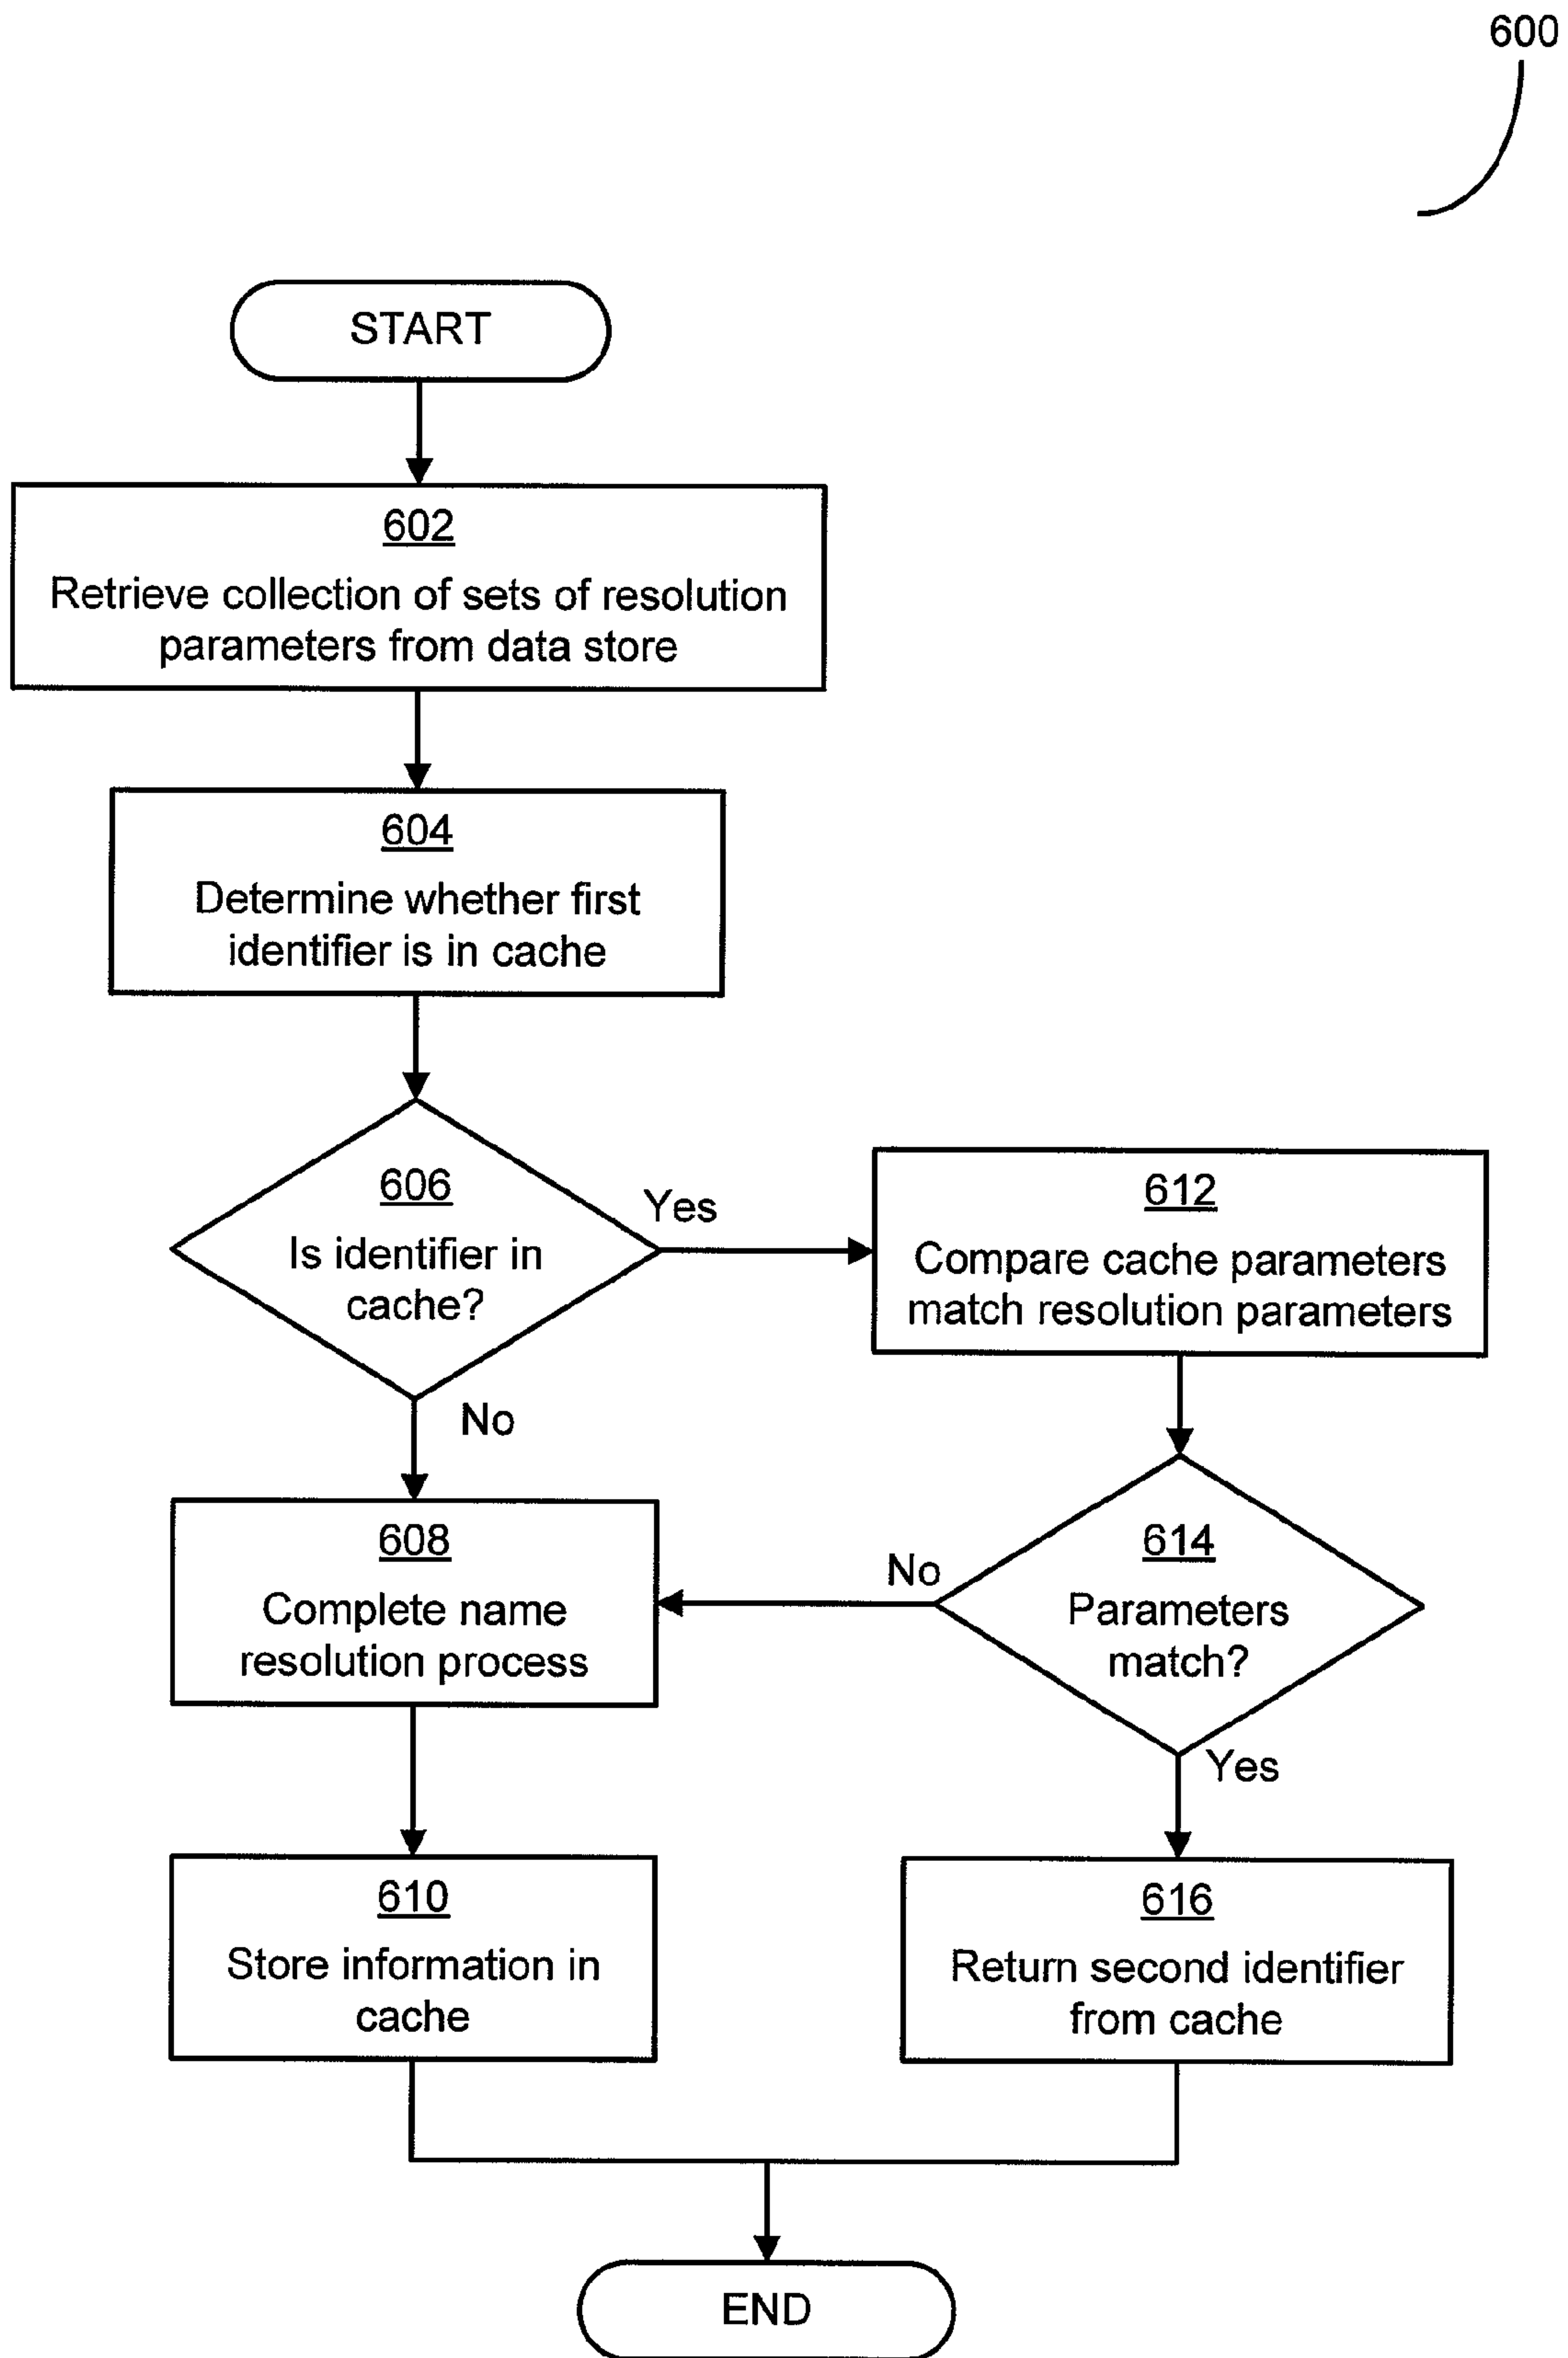 600
START
602
Retrieve collection of sets of resolution
parameters from data store
604
Determine whether first
identifier is in cache
606
Is identifier in
cache?
Yes
No
612
Compare cache parameters
match resolution parameters
608
Complete name
resolution process
No
614
Parameters
match?
Yes
610
Store information in
cache
616
Return second identifier
from cache
END